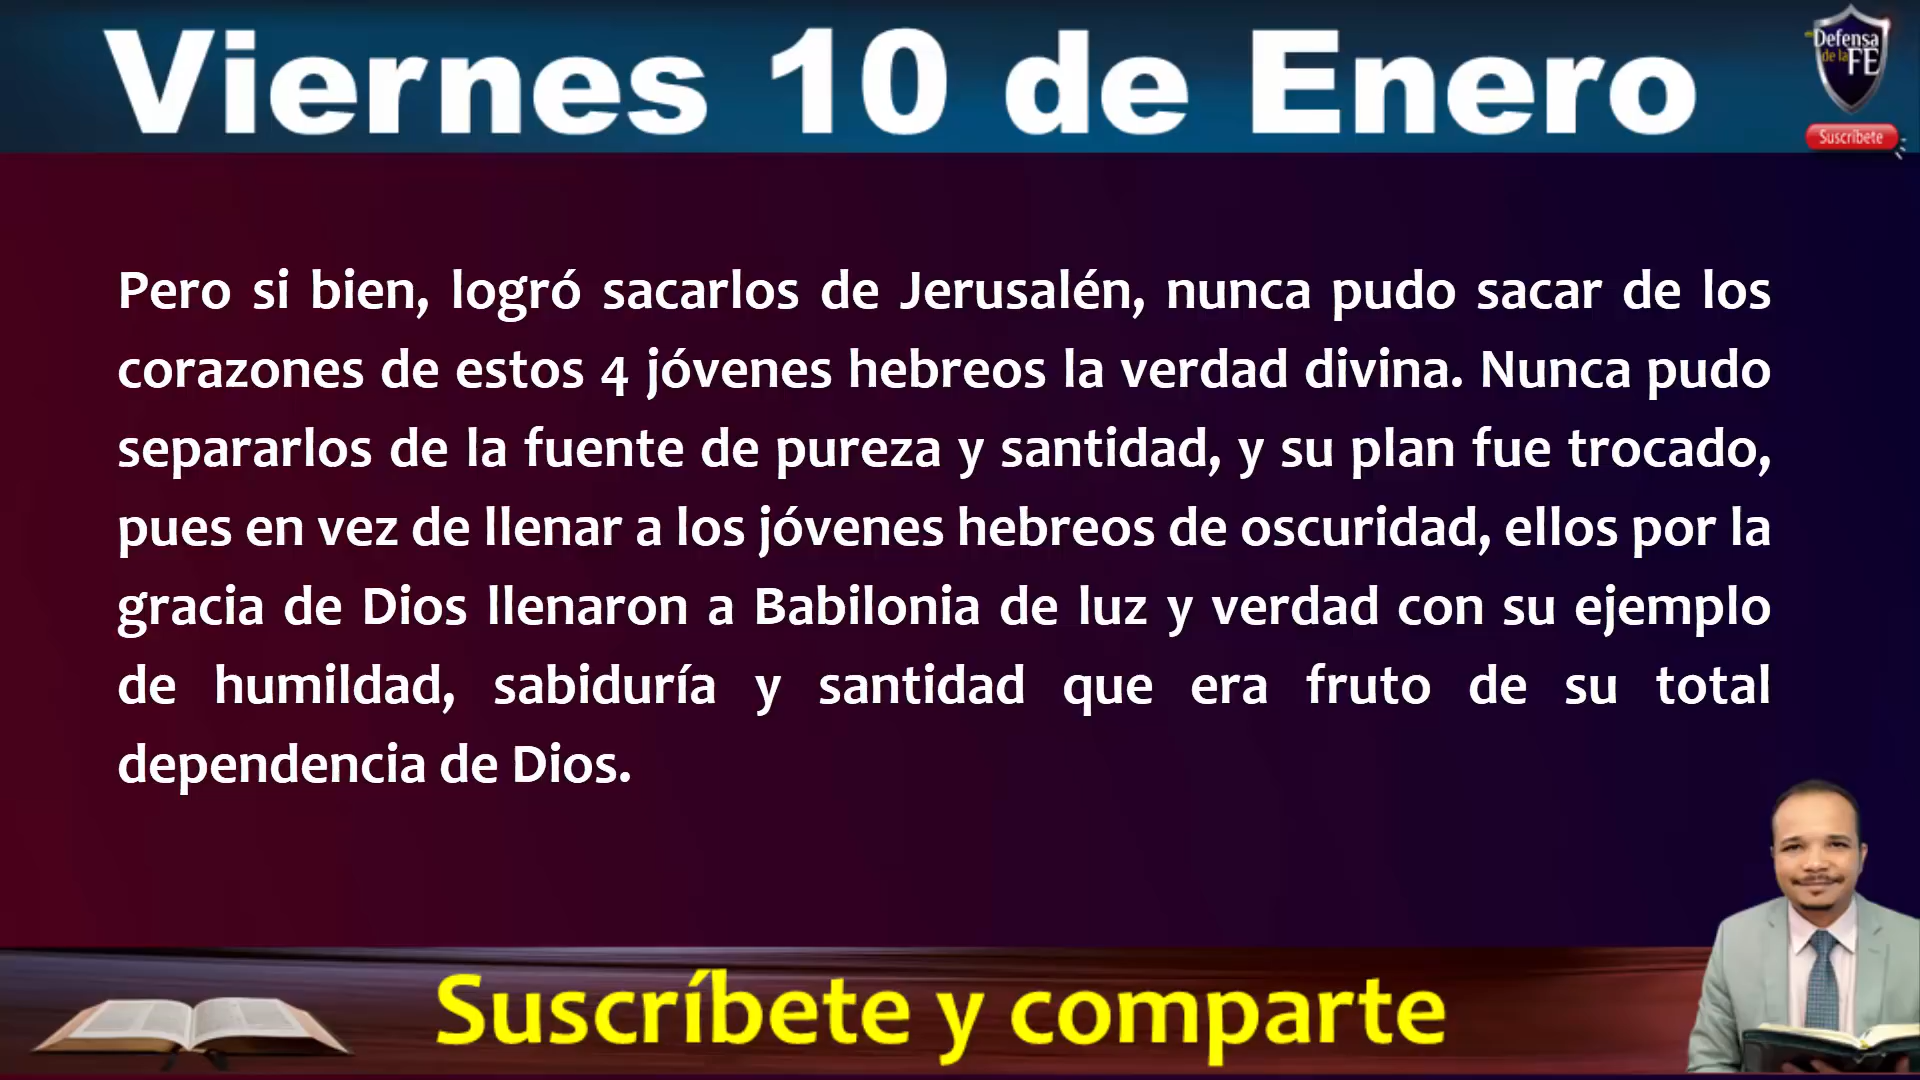 Viernes 10 de Enero
Defensa
de la FE
Suscríbete
Pero si bien, logró sacarlos de Jerusalén, nunca pudo sacar de los
corazones de estos 4 jóvenes hebreos la verdad divina. Nunca pudo
separarlos de la fuente de pureza y santidad, y su plan fue trocado,
pues en vez de llenar a los jóvenes hebreos de oscuridad, ellos por la
gracia de Dios llenaron a Babilonia de luz y verdad con su ejemplo
de humildad, sabiduría y santidad que era fruto de su total
dependencia de Dios.
Suscríbete y comparte